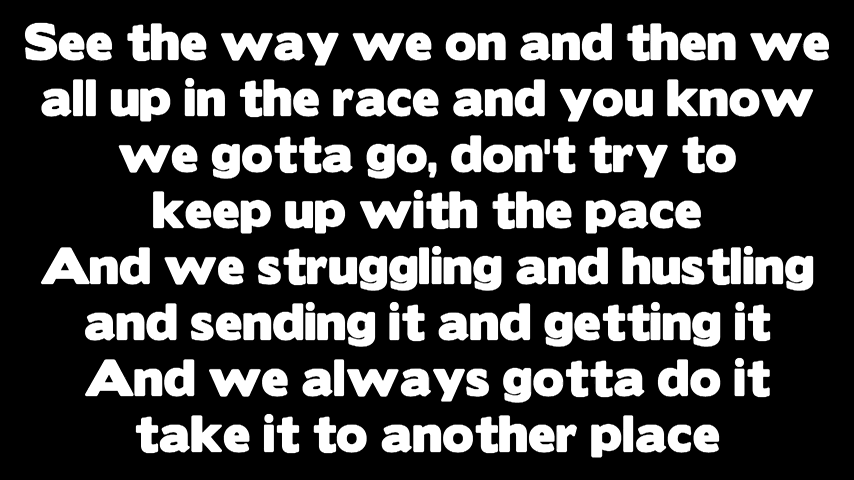 See the way we on and then we
all up in the race and you know
we gotta go, don't try to
keep up with the pace
And we struggling and hustling
and sending it and getting it
And we always gotta do it
take it to another place